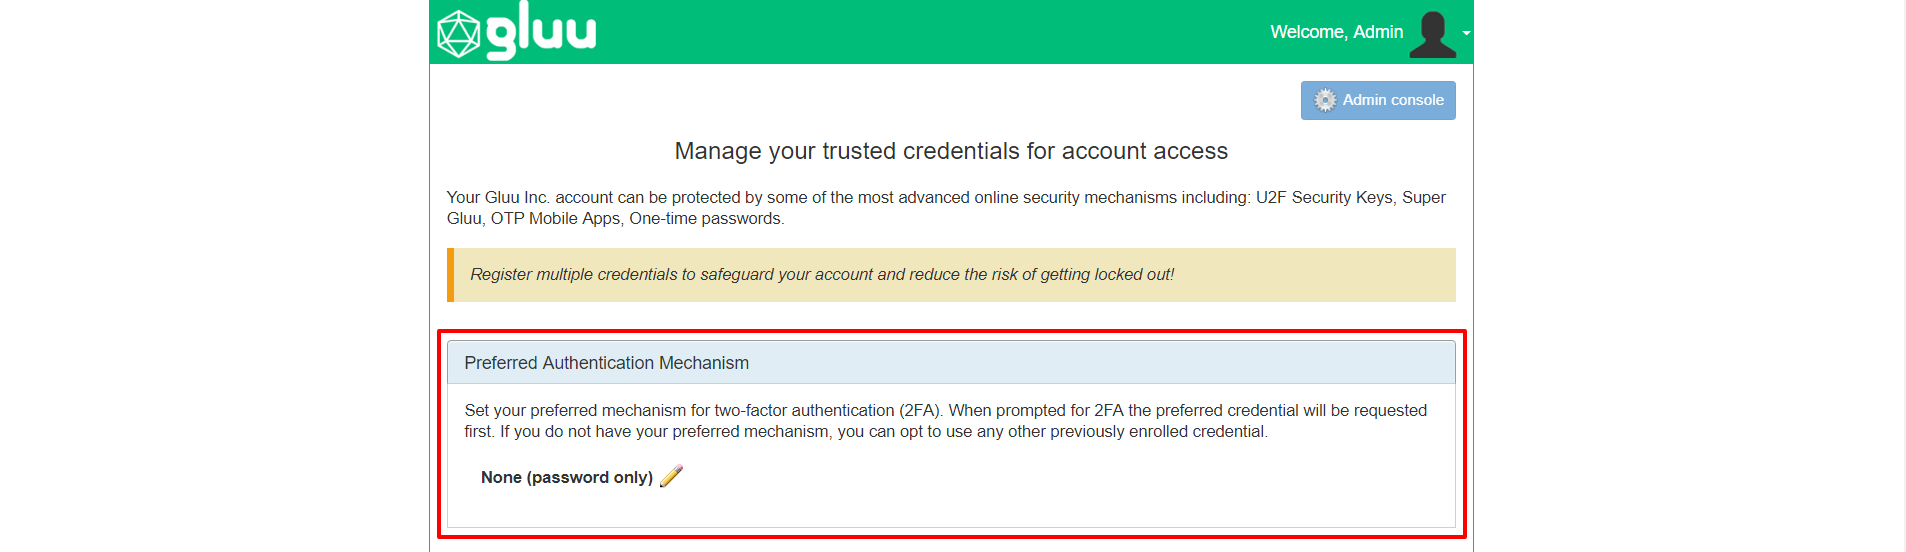 gluu
Welcome, Admin
Admin console
Manage your trusted credentials for account access
Your Gluu Inc. account can be protected by some of the most advanced online security mechanisms including: U2F Security Keys, Super
Gluu, OTP Mobile Apps, One-time passwords.
Register multiple credentials to safeguard your account and reduce the risk of getting locked out!
Preferred Authentication Mechanism
Set your preferred mechanism for two-factor authentication (2FA). When prompted for 2FA the preferred credential will be requested
first. If you do not have your preferred mechanism, you can opt to use any other previously enrolled credential.
None (password only)